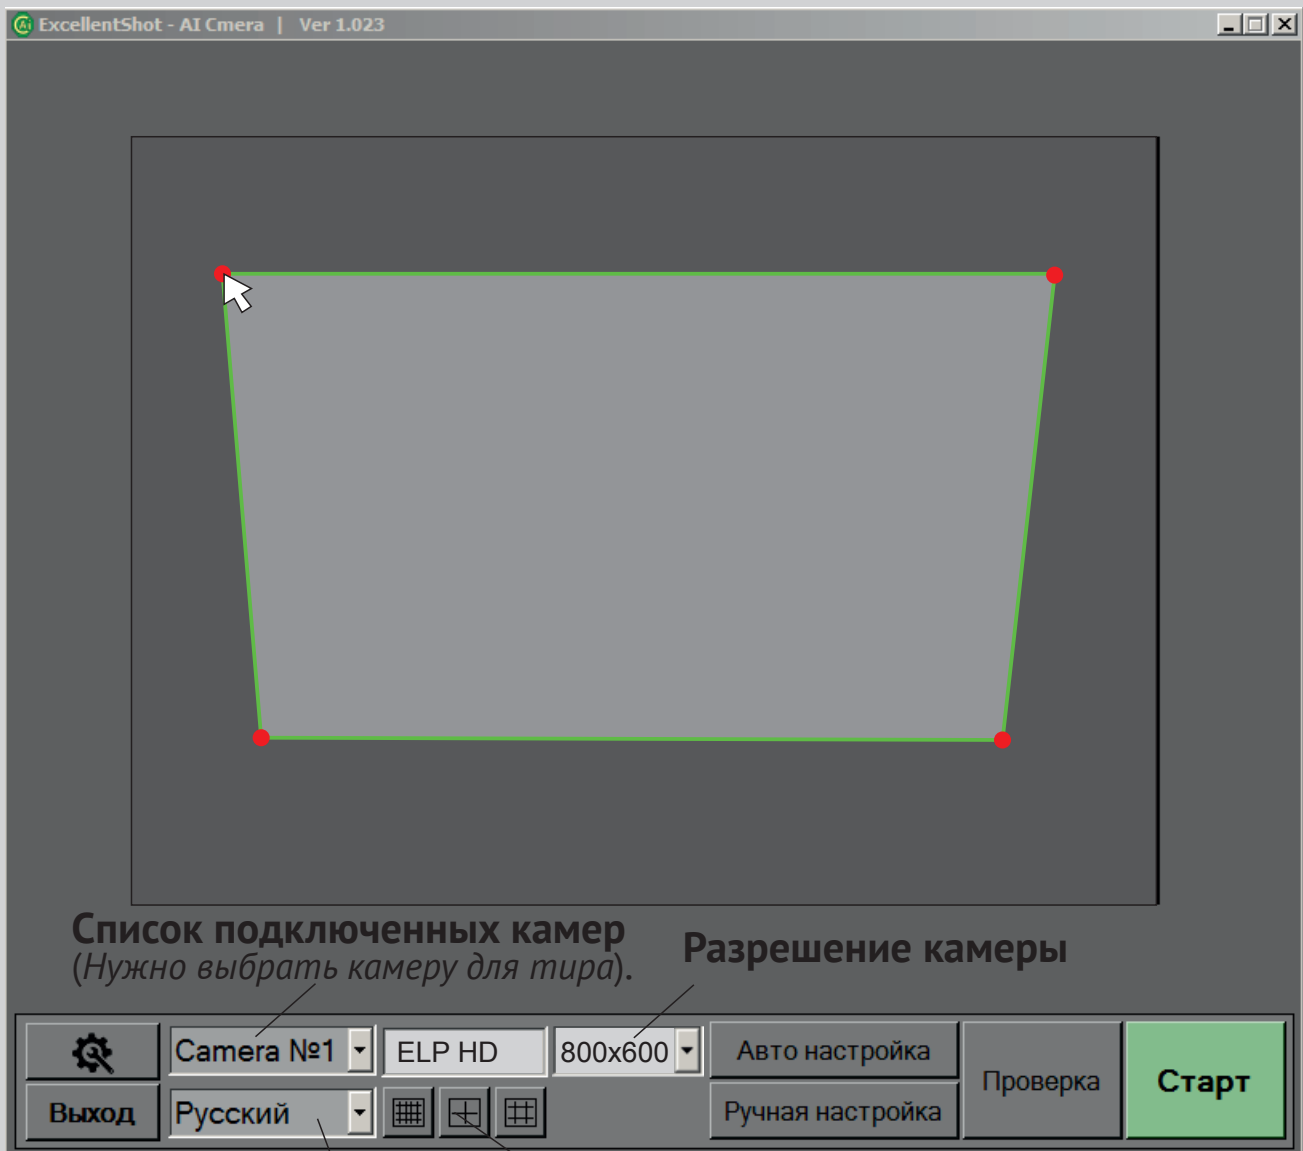 ExcellentShot - AI Cmera | Ver 1.023
Список подключенных камер
(Нужно выбрать камеру для тира).
Разрешение камеры
Camera №1
ELP HD
800x600
Авто настройка
Проверка
Старт
Выход
Русский
Ручная настройка